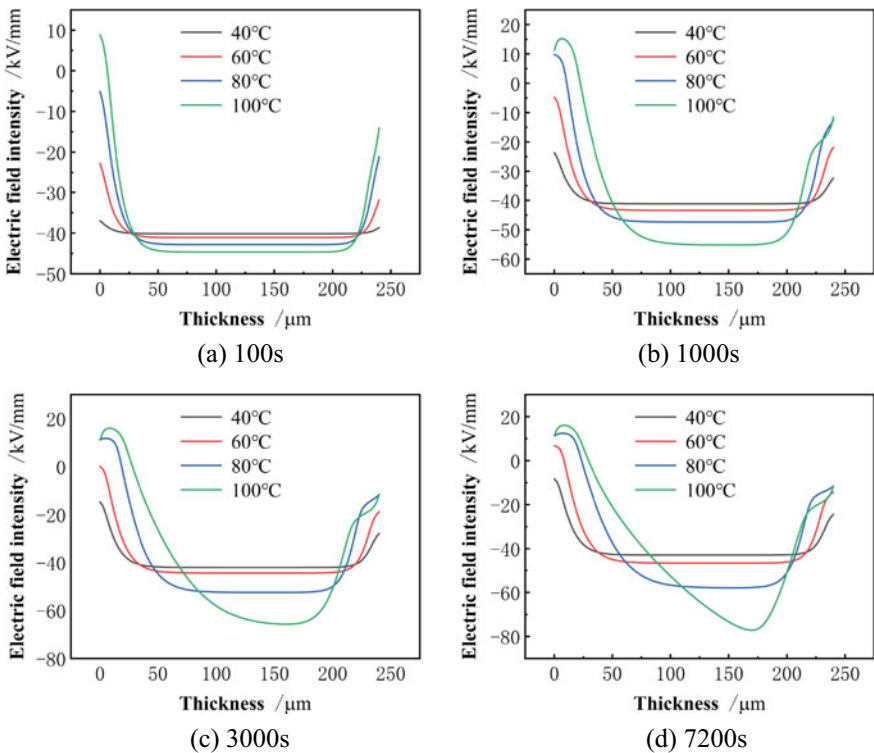 10
0
-10
-20
-30
-40
-50
Electric field intensity /kV/mm
40℃
60℃
80℃
100℃
0 50 100 150 200 250
Thickness /μm
(a) 100s
20
10
0
-10
-20
-30
-40
-50
-60
Electric field intensity /kV/mm
40℃
60℃
80℃
100℃
0 50 100 150 200 250
Thickness /μm
(b) 1000s
20
0
-20
-40
-60
-80
Electric field intensity /kV/mm
40℃
60℃
80℃
100℃
0 50 100 150 200 250
Thickness /μm
(c) 3000s
20
0
-20
-40
-60
-80
Electric field intensity /kV/mm
40℃
60℃
80℃
100℃
0 50 100 150 200 250
Thickness /μm
(d) 7200s